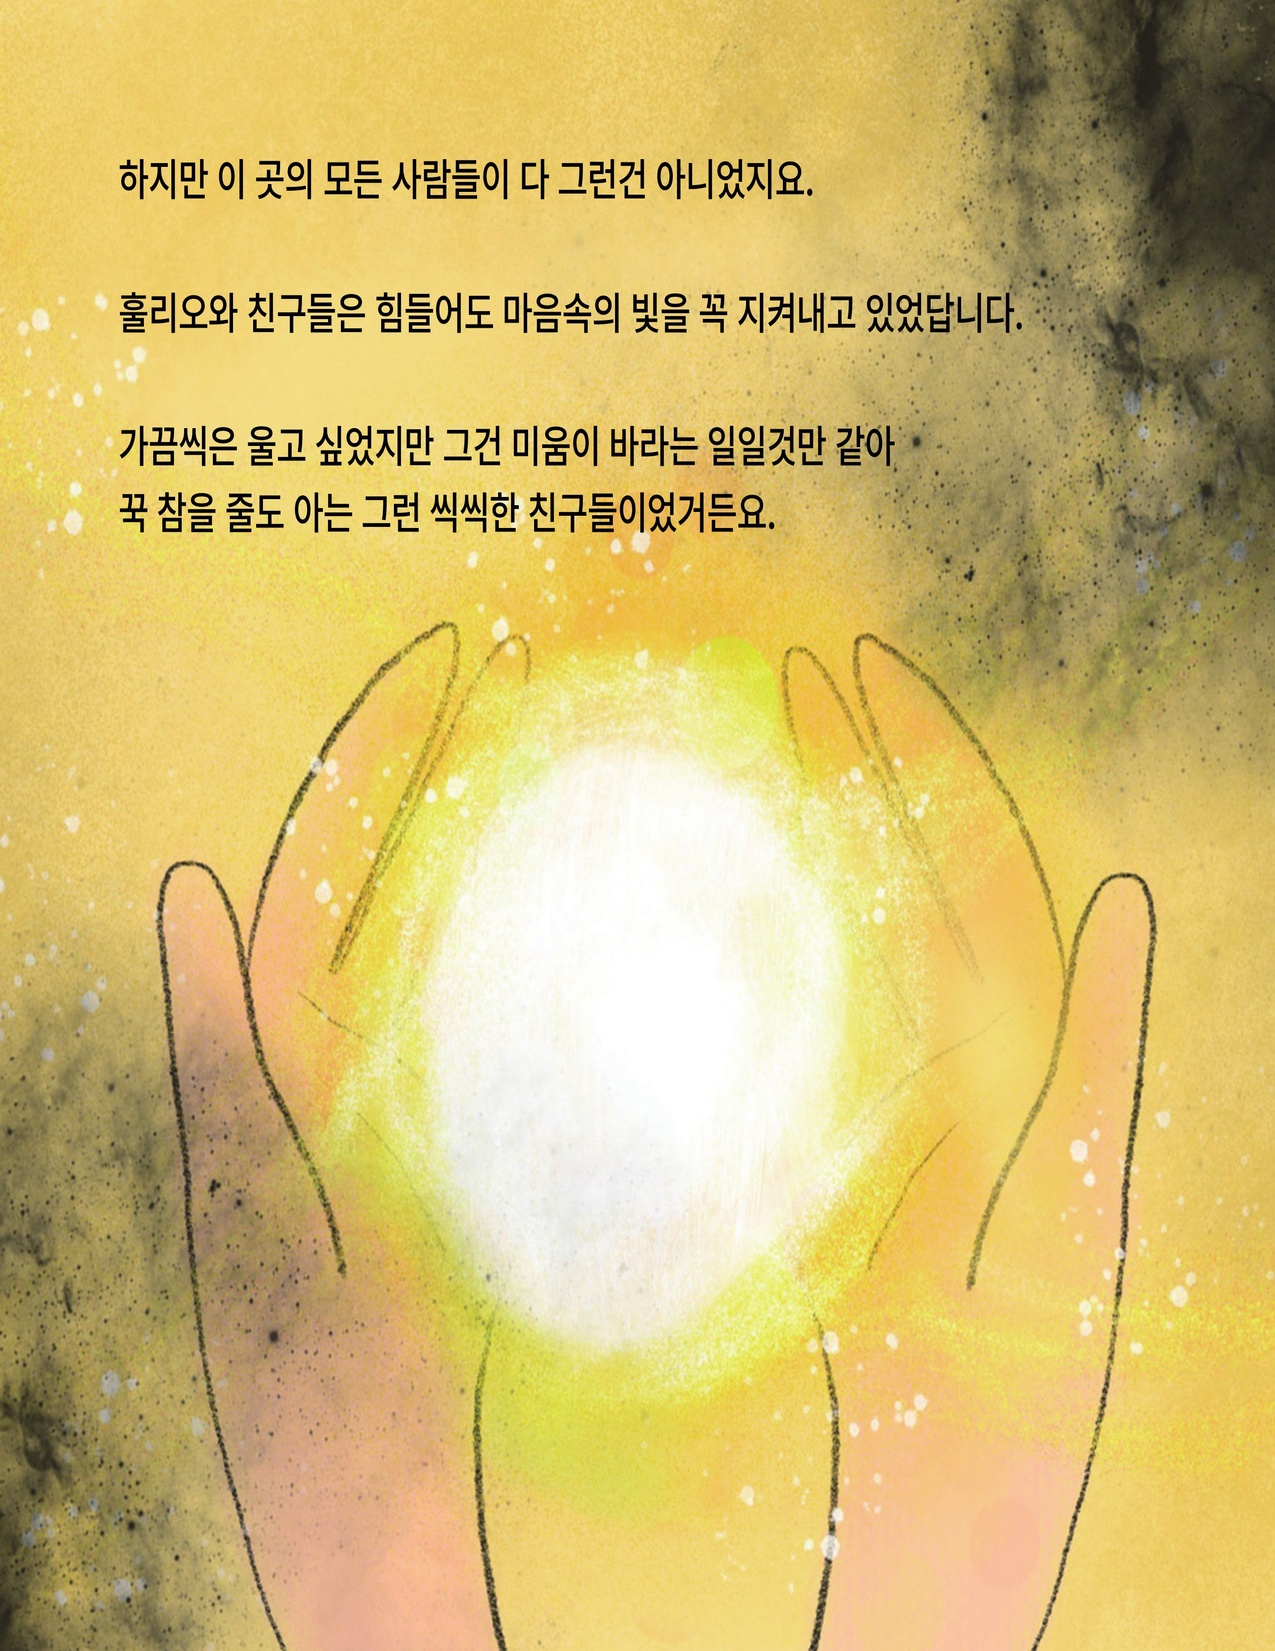 하지만 이 곳의 모든 사람들이 다 그런건 아니었지요.
훌리오와 친구들은 힘들어도 마음속의 빛을 꼭 지켜내고 있었답니다.
가끔씩은 울고 싶었지만 그건 미움이 바라는 일일것만 같아
꾹 참을 줄도 아는 그런 씩씩한 친구들이었거든요.